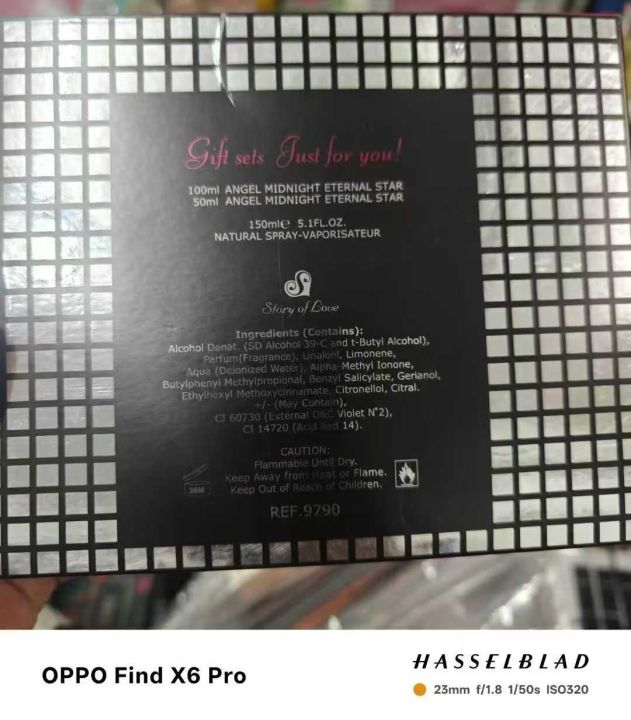 Gift sets Just for you!
100ml ANGEL MIDNIGHT ETERNAL STAR
50ml ANGEL MIDNIGHT ETERNAL STAR
150ml℮ 5.1FL.OZ.
NATURAL SPRAY-VAPORISATEUR
Story of Love
Ingredients (Contains):
Alcohol Denat. (SD Alcohol 39-C and t-Butyl Alcohol),
Parfum(Fragrance), Linalool, Limonene,
Aqua (Deionized Water), Alpha-Methyl Ionone,
Butylphenyl Methylpropional, Benzyl Salicylate, Gerianol,
Ethylhexyl Methoxycinnamate, Citronellol, Citral.
+/- (May Contain),
CI 60730 (External D&C Violet N°2),
CI 14720 (Acid Red 14).
CAUTION:
Flammable Until Dry.
Keep Away from Heat or Flame.
Keep Out of Reach of Children.
36M
REF.9790
OPPO Find X6 Pro
HASSELBLAD
23mm f/1.8 1/50s ISO320